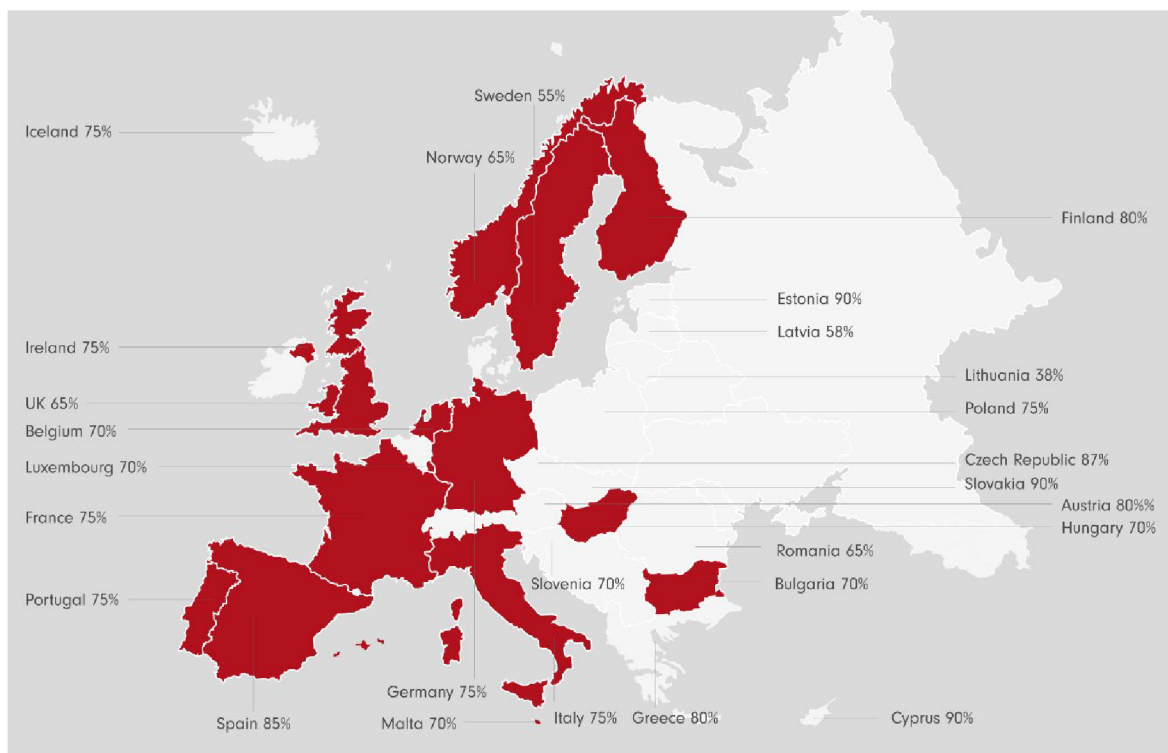 Sweden 55%
Iceland 75%
Norway 65%
Finland 80%
Estonia 90%
Latvia 58%
Ireland 75%
Lithuania 38%
UK 65%
Poland 75%
Belgium 70%
Czech Republic 87%
Luxembourg 70%
Slovakia 90%
Austria 80%%
France 75%
Hungary 70%
Romania 65%
Slovenia 70%
Bulgaria 70%
Portugal 75%
Germany 75%
Spain 85%
Malta 70%
Italy 75%
Greece 80%
Cyprus 90%